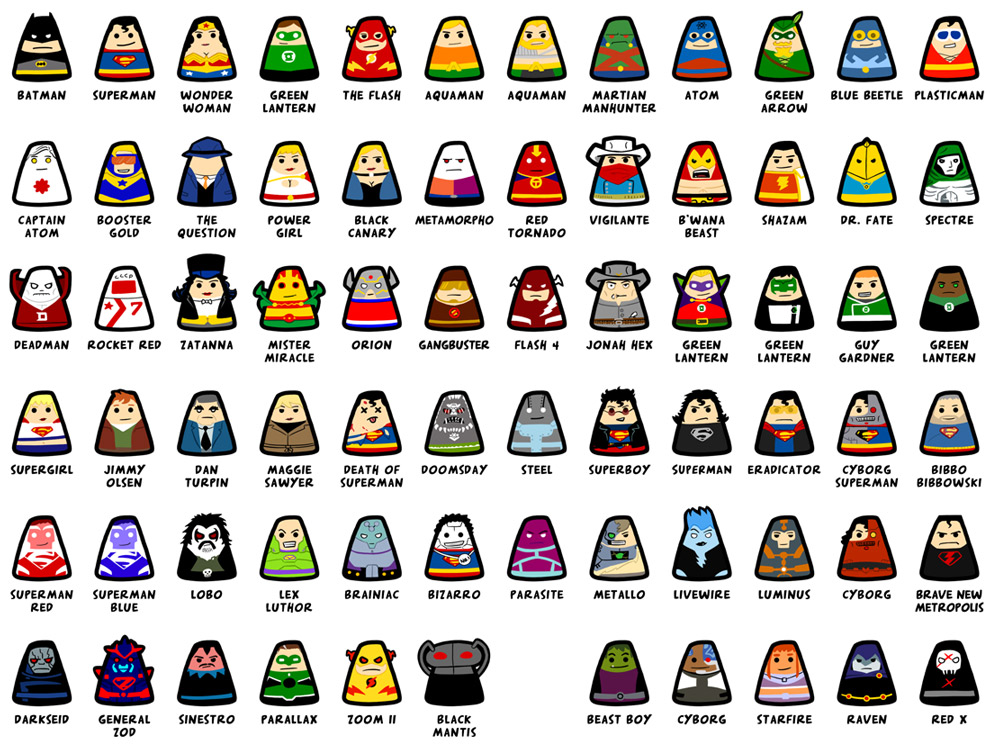 BATMAN
SUPERMAN
WONDER
WOMAN
GREEN
LANTERN
THE FLASH
AQUAMAN
AQUAMAN
MARTIAN
MANHUNTER
ATOM
GREEN
ARROW
BLUE BEETLE
PLASTICMAN
CAPTAIN
ATOM
BOOSTER
GOLD
THE
QUESTION
POWER
GIRL
BLACK
CANARY
METAMORPHO
RED
TORNADO
VIGILANTE
B'WANA
BEAST
SHAZAM
DR. FATE
SPECTRE
D
CCCP
DEADMAN
ROCKET RED
ZATANNA
MISTER
MIRACLE
ORION
GANGBUSTER
FLASH 4
JONAH HEX
GREEN
LANTERN
GREEN
LANTERN
GUY
GARDNER
GREEN
LANTERN
SUPERGIRL
JIMMY
OLSEN
DAN
TURPIN
MAGGIE
SAWYER
DEATH OF
SUPERMAN
DOOMSDAY
STEEL
SUPERBOY
SUPERMAN
ERADICATOR
CYBORG
SUPERMAN
BIBBO
BIBBOWSKI
SUPERMAN
RED
SUPERMAN
BLUE
LOBO
LEX
LUTHOR
BRAINIAC
BIZARRO
PARASITE
METALLO
LIVEWIRE
LUMINUS
CYBORG
BRAVE NEW
METROPOLIS
DARKSEID
GENERAL
ZOD
SINESTRO
PARALLAX
ZOOM II
BLACK
MANTIS
BEAST BOY
CYBORG
STARFIRE
RAVEN
RED X